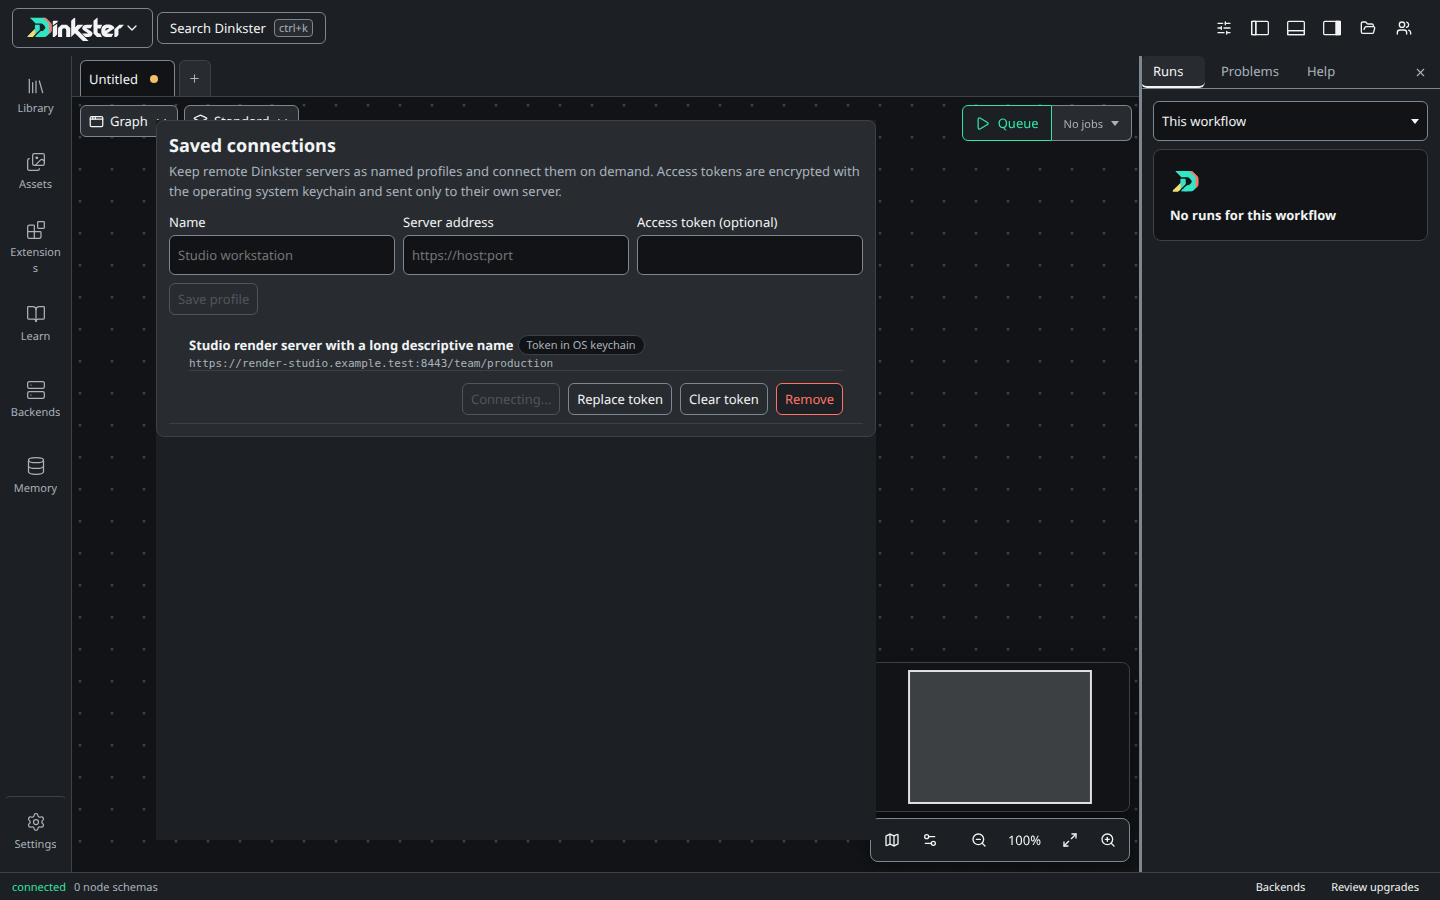 Dinkster
Search Dinkster ctrl+k
Untitled
Library
Assets
Extension
s
Learn
Backends
Memory
Settings
Graph
Standard
Queue
No jobs
Saved connections
Keep remote Dinkster servers as named profiles and connect them on demand. Access tokens are encrypted with
the operating system keychain and sent only to their own server.
Name
Server address
Access token (optional)
Studio workstation
https://host:port
Save profile
Studio render server with a long descriptive name Token in OS keychain
https://render-studio.example.test:8443/team/production
Connecting...
Replace token
Clear token
Remove
100%
Runs
Problems
Help
This workflow
No runs for this workflow
connected 0 node schemas
Backends
Review upgrades